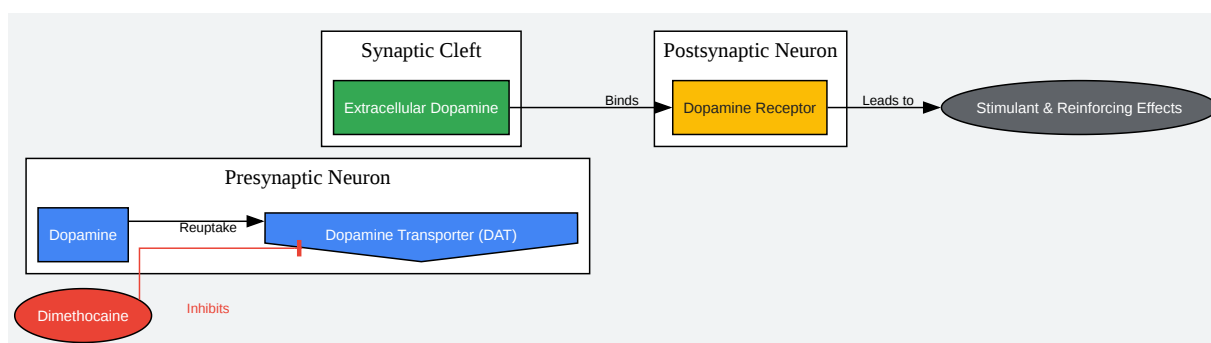 Synaptic Cleft
Postsynaptic Neuron
Extracellular Dopamine
Binds
Dopamine Receptor
Leads to
Stimulant & Reinforcing Effects
Presynaptic Neuron
Dopamine
Reuptake
Dopamine Transporter (DAT)
Dimethocaine
Inhibits